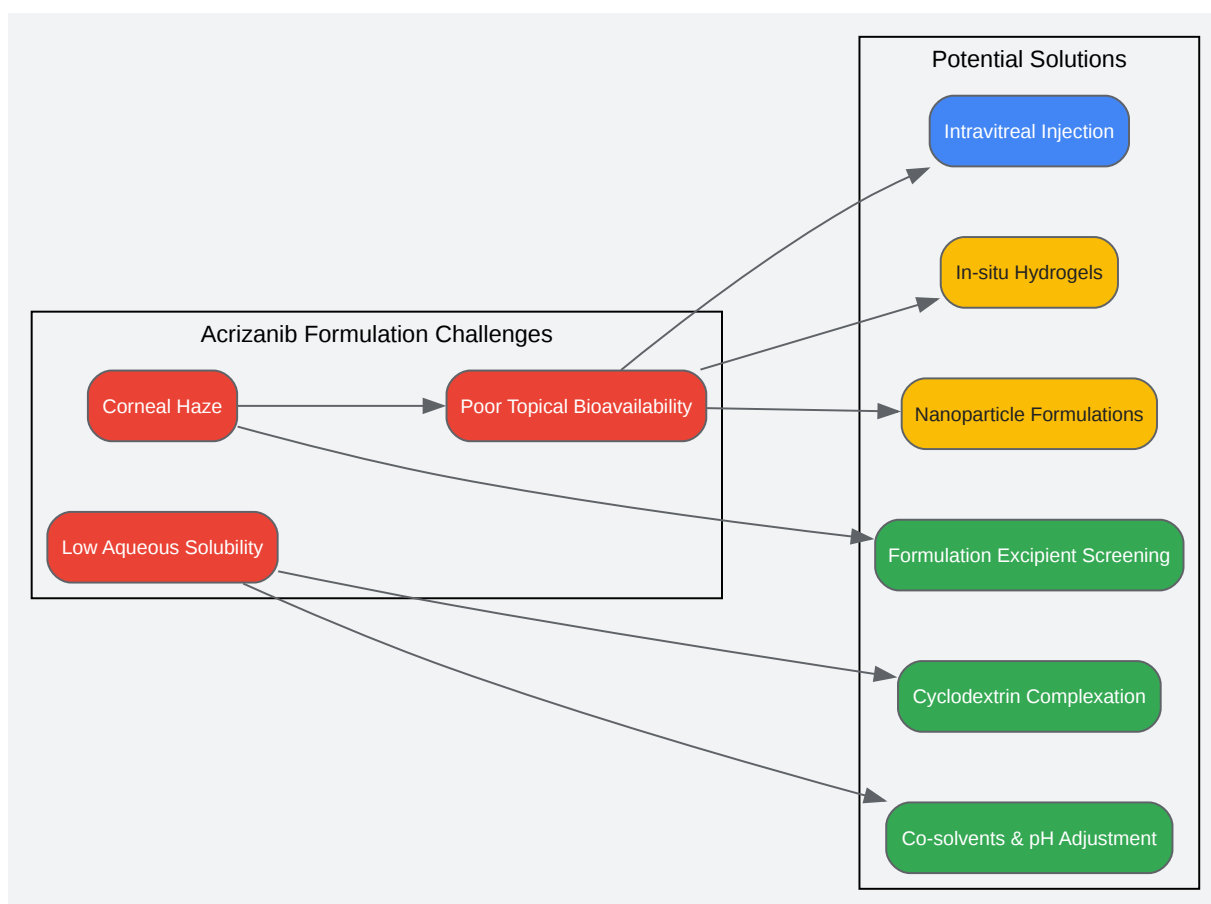 Potential Solutions
Intravitreal Injection
In-situ Hydrogels
Acrizanib Formulation Challenges
Corneal Haze
Poor Topical Bioavailability
Nanoparticle Formulations
Low Aqueous Solubility
Formulation Excipient Screening
Cyclodextrin Complexation
Co-solvents & pH Adjustment